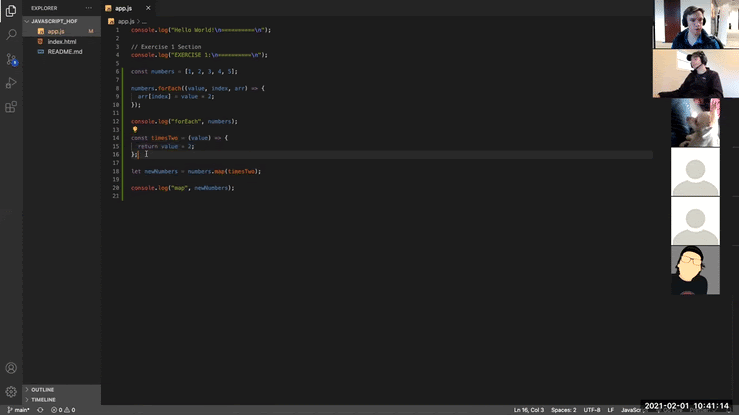 EXPLORER
···
app.js
JAVASCRIPT_HOF
app.js M
index.html
README.md
app.js > ...
1 console.log("Hello World!\n==========\n");
2
3 // Exercise 1 Section
4 console.log("EXERCISE 1:\n==========\n");
5
6 const numbers = [1, 2, 3, 4, 5];
7
8 numbers.forEach((value, index, arr) => {
9 arr[index] = value * 2;
10 });
11
12 console.log("forEach", numbers);
13
14 const timesTwo = (value) => {
15 return value * 2;
16 };
17
18 let newNumbers = numbers.map(timesTwo);
19
20 console.log("map", newNumbers);
21
OUTLINE
TIMELINE
main*
0
0
Ln 16, Col 3
Spaces: 2
UTF-8
LF
JavaSc
2021-02-01 10:41:14